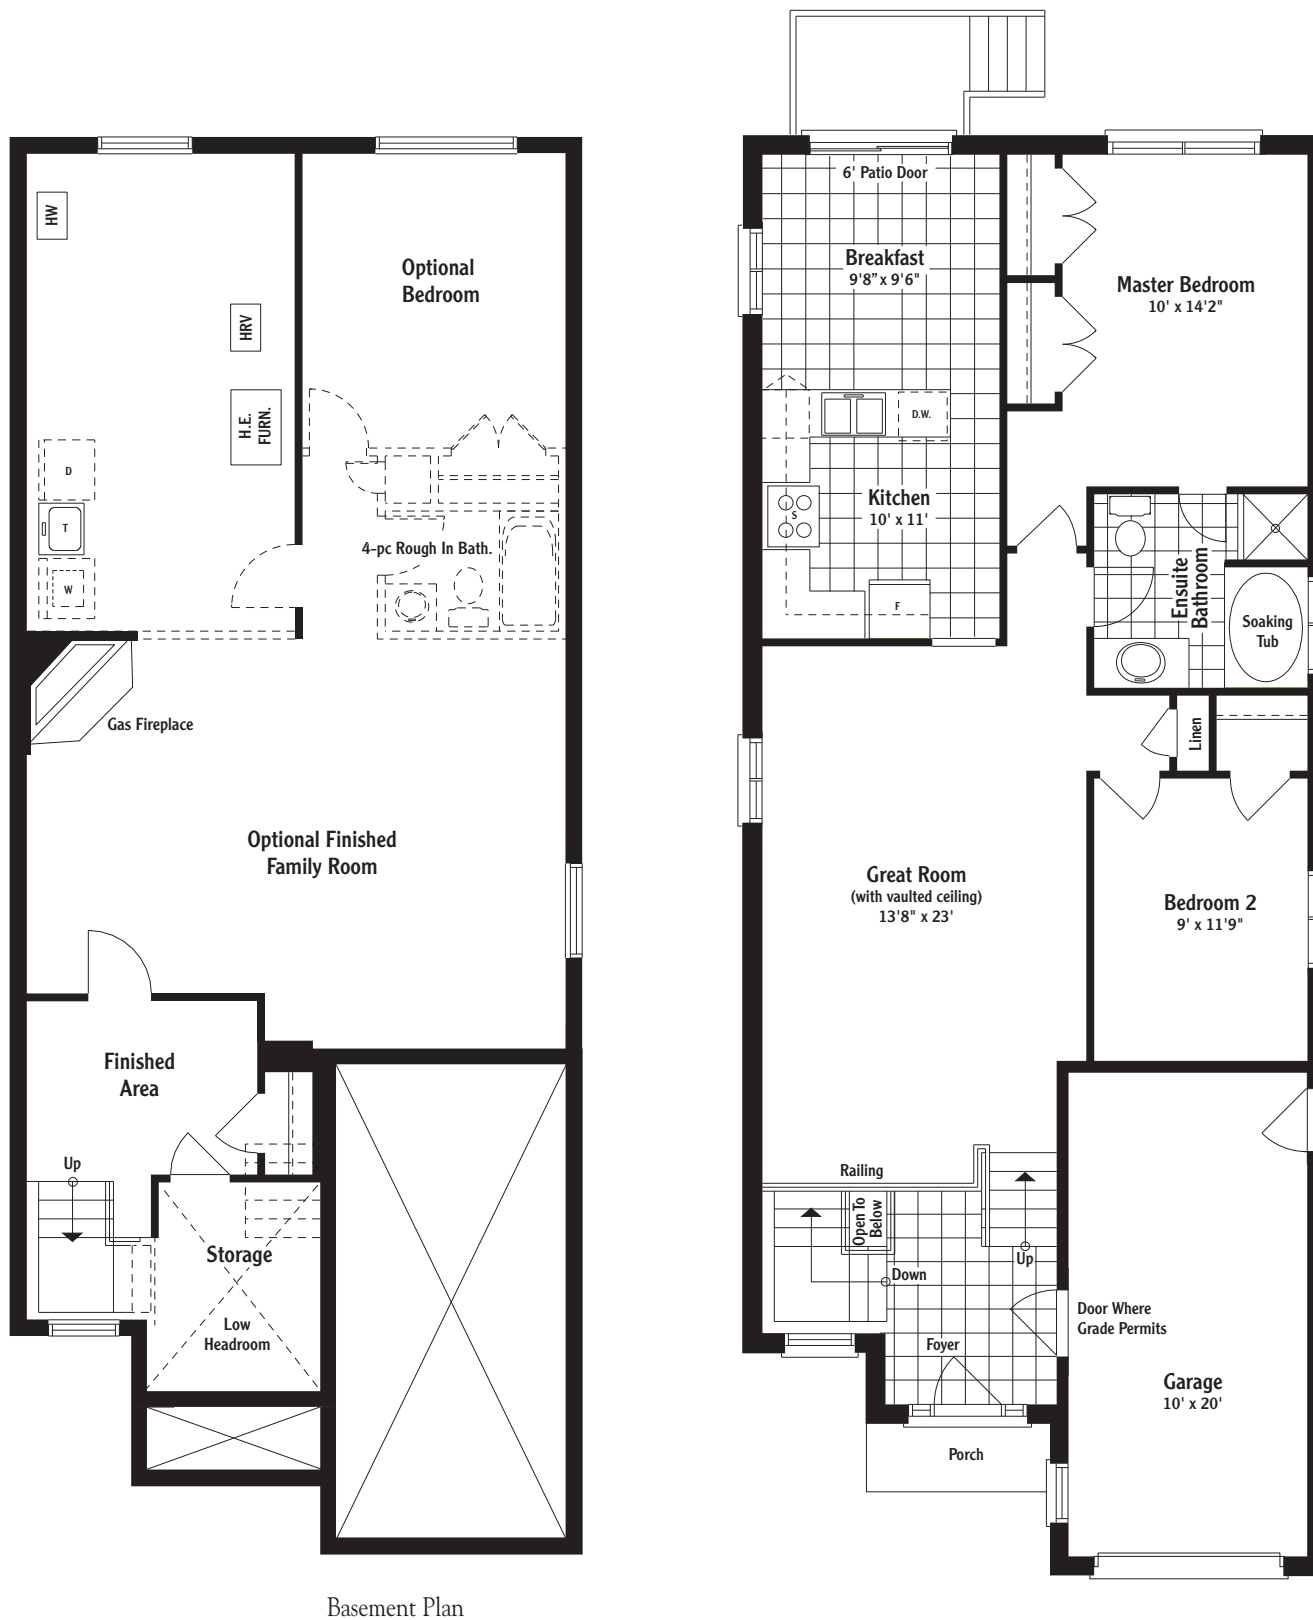 HW
HRV
H.E.
FURN.
D
T
W
Optional
Bedroom
4-pc Rough In Bath.
Gas Fireplace
Optional Finished
Family Room
Finished
Area
Up
Storage
Low
Headroom
Basement Plan
6' Patio Door
Breakfast
9'8” x 9'6"
Master Bedroom
10' x 14'2"
D.W.
S
Kitchen
10' x 11'
F
Ensuite
Bathroom
Soaking
Tub
Linen
Great Room
(with vaulted ceiling)
13'8" x 23'
Bedroom 2
9' x 11'9"
Railing
Open To
Below
Down
Up
Foyer
Door Where
Grade Permits
Garage
10' x 20'
Porch